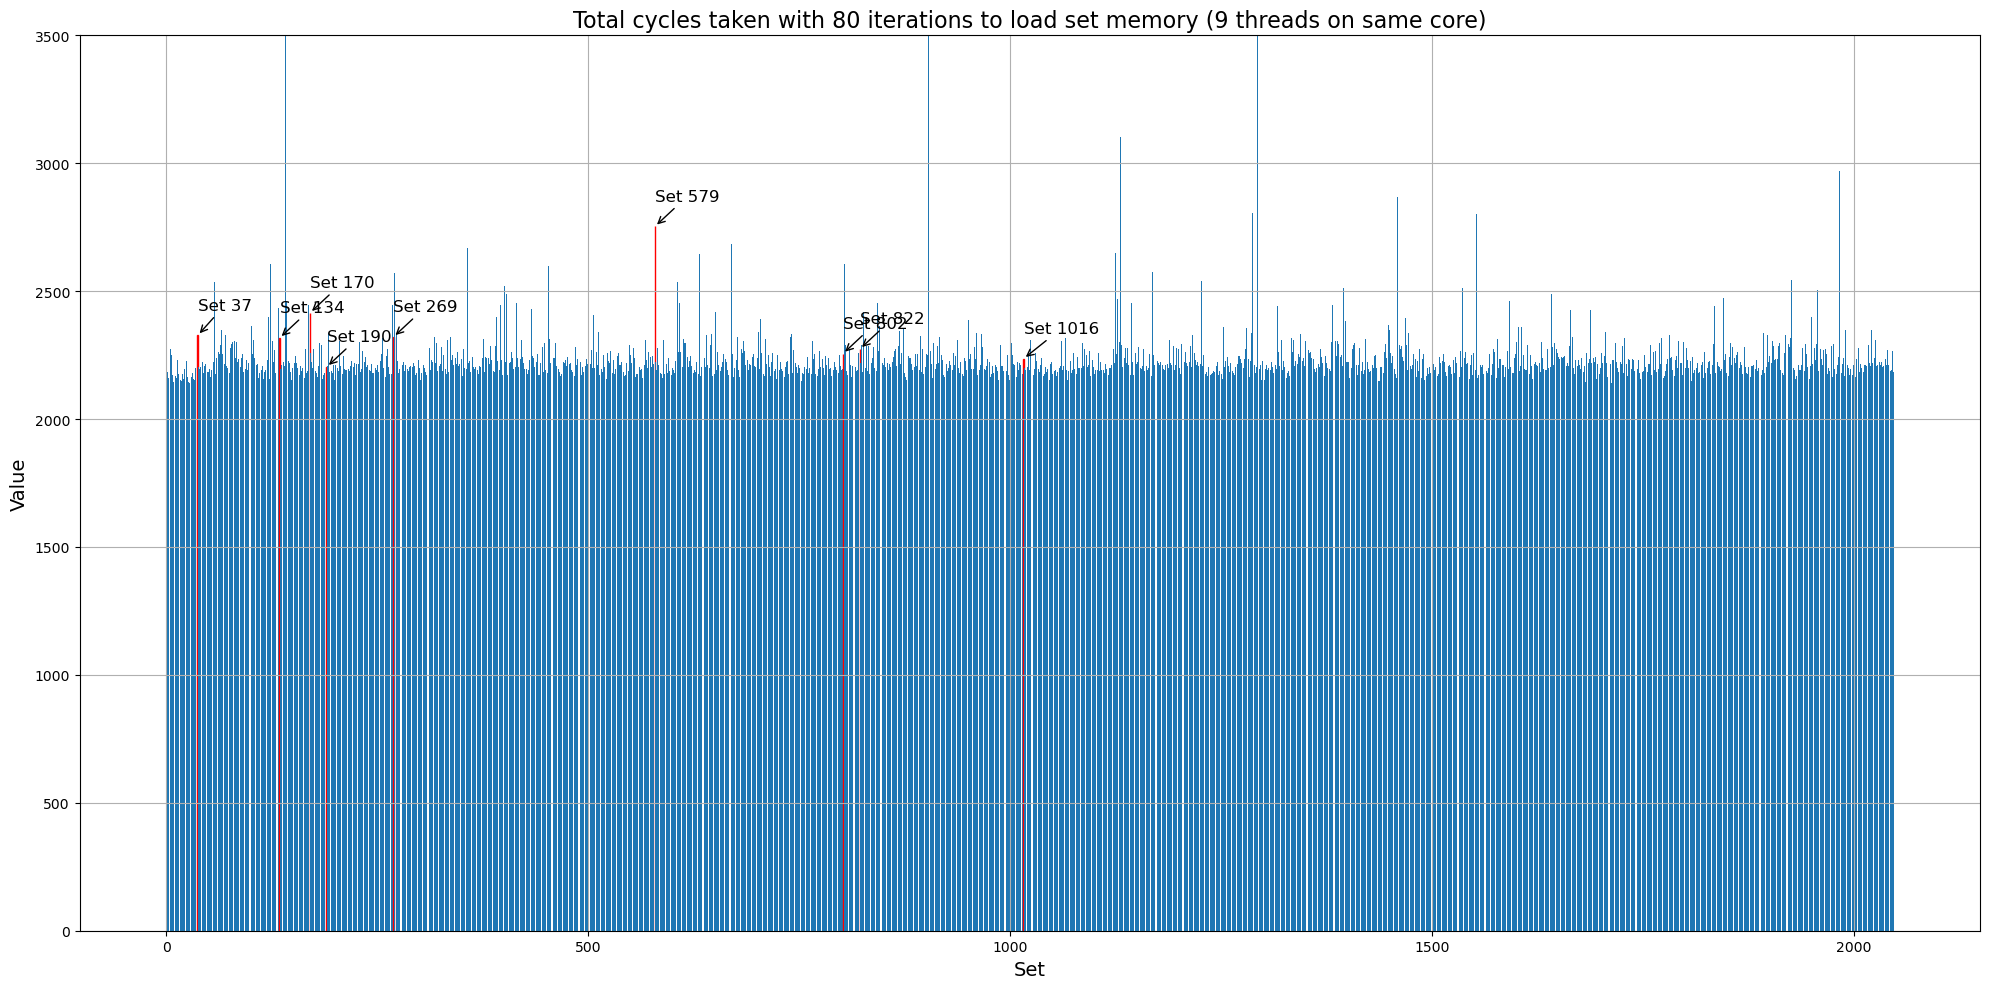 Total cycles taken with 80 iterations to load set memory (9 threads on same core)
3500
3000
2500
2000
1500
1000
500
0
Value
Set 579
Set 170
Set 37
Set 134
Set 269
Set 190
Set 822
Set 802
Set 1016
0 500 1000 1500 2000
Set